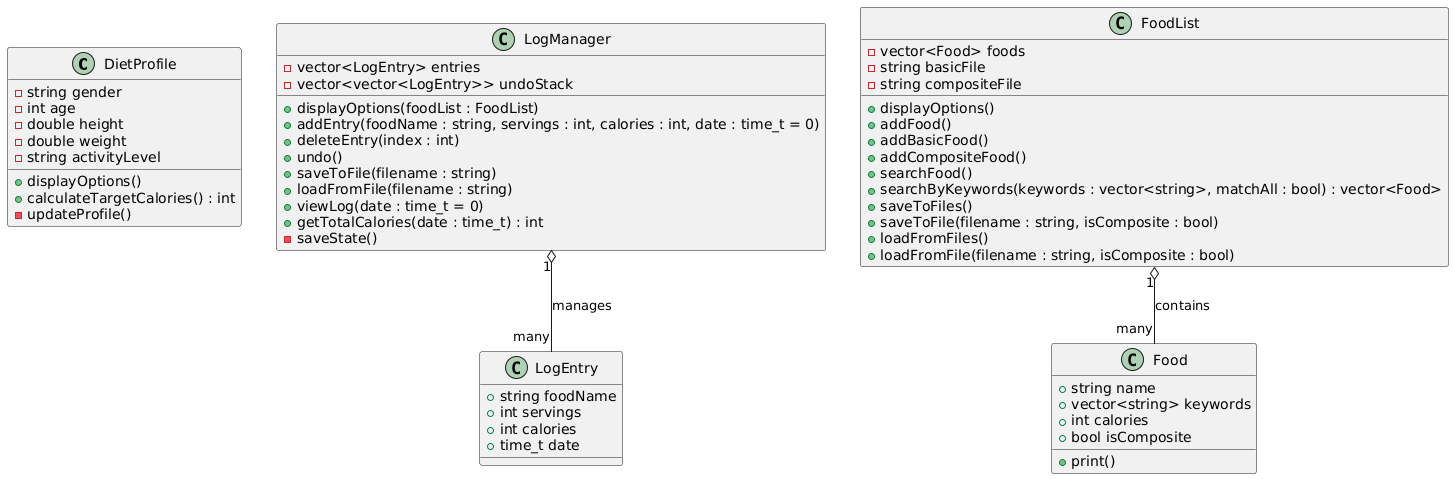 C DietProfile
string gender
int age
double height
double weight
string activityLevel
displayOptions()
calculateTargetCalories() : int
updateProfile()
C LogManager
vector<LogEntry> entries
vector<vector<LogEntry>> undoStack
displayOptions(foodList : FoodList)
addEntry(foodName : string, servings : int, calories : int, date : time_t = 0)
deleteEntry(index : int)
undo()
saveToFile(filename : string)
loadFromFile(filename : string)
viewLog(date : time_t = 0)
getTotalCalories(date : time_t) : int
saveState()
C FoodList
vector<Food> foods
string basicFile
string compositeFile
displayOptions()
addFood()
addBasicFood()
addCompositeFood()
searchFood()
searchByKeywords(keywords : vector<string>, matchAll : bool) : vector<Food>
saveToFiles()
saveToFile(filename : string, isComposite : bool)
loadFromFiles()
loadFromFile(filename : string, isComposite : bool)
1
manages
many
1
contains
many
C LogEntry
string foodName
int servings
int calories
time_t date
C Food
string name
vector<string> keywords
int calories
bool isComposite
print()